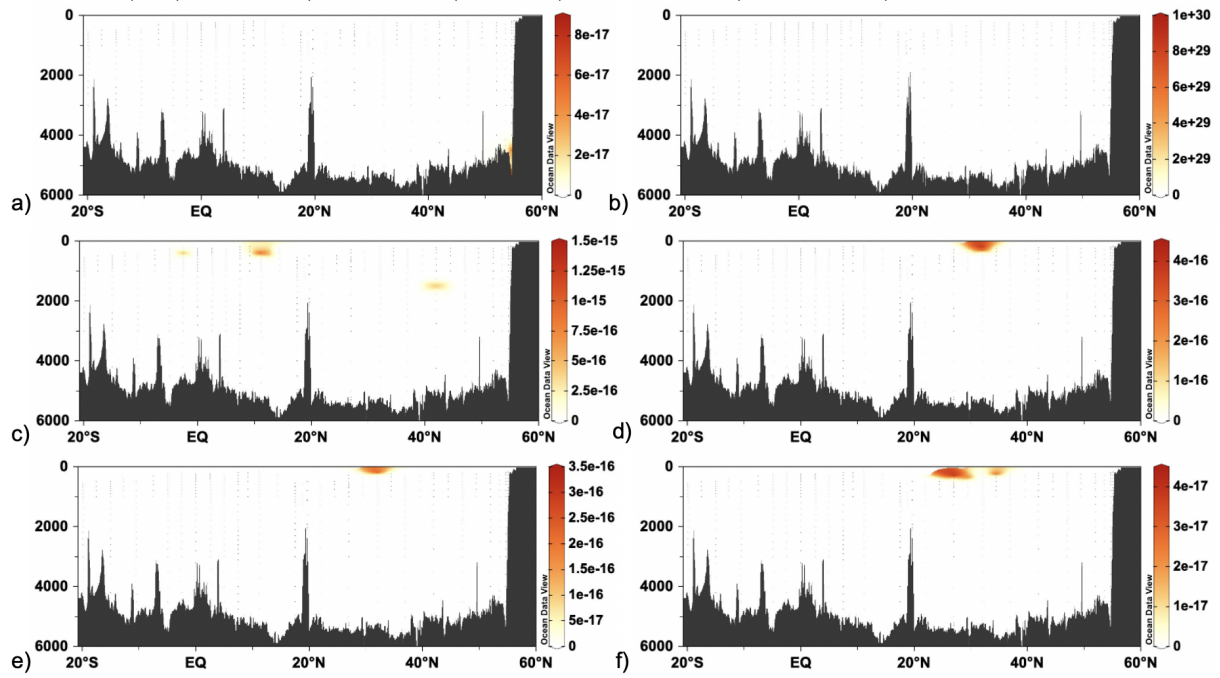 0 2000 4000 6000
20°S EQ 20°N 40°N 60°N
8e-17 6e-17 4e-17 2e-17 0
Ocean Data View
a)
0 2000 4000 6000
20°S EQ 20°N 40°N 60°N
1e+30 8e+29 6e+29 4e+29 2e+29 0
Ocean Data View
b)
0 2000 4000 6000
20°S EQ 20°N 40°N 60°N
1.5e-15 1.25e-15 1e-15 7.5e-16 5e-16 2.5e-16 0
Ocean Data View
c)
0 2000 4000 6000
20°S EQ 20°N 40°N 60°N
4e-16 3e-16 2e-16 1e-16 0
Ocean Data View
d)
0 2000 4000 6000
20°S EQ 20°N 40°N 60°N
3.5e-16 3e-16 2.5e-16 2e-16 1.5e-16 1e-16 5e-17 0
Ocean Data View
e)
0 2000 4000 6000
20°S EQ 20°N 40°N 60°N
4e-17 3e-17 2e-17 1e-17 0
Ocean Data View
f)